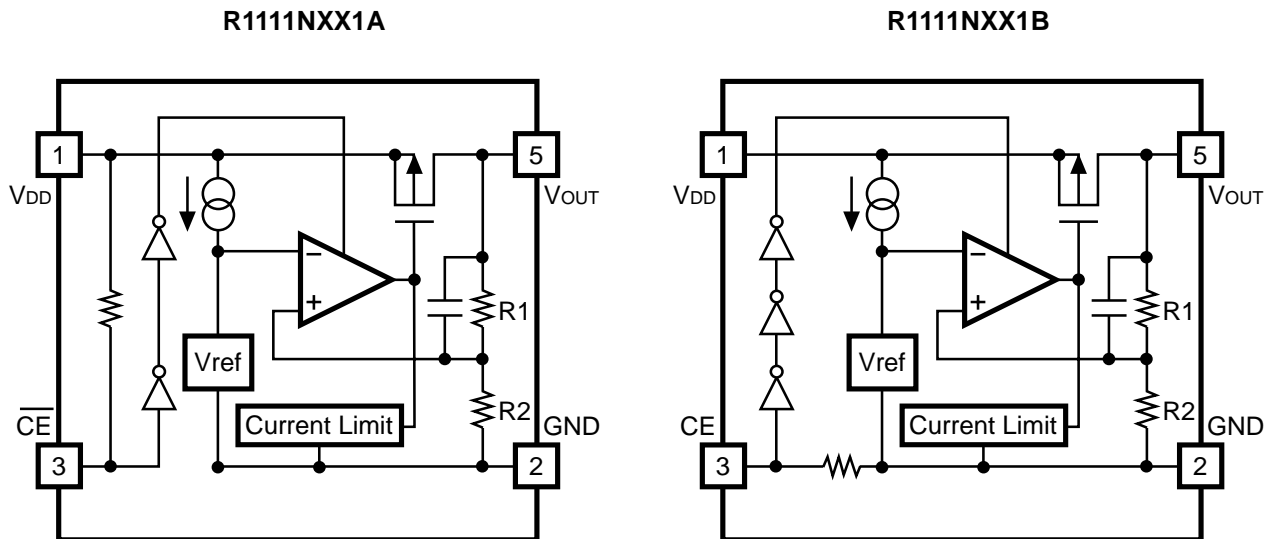 R1111NXX1A
1
VDD
5
VOUT
−
+
R1
Vref
R2
Current Limit
C̅E̅
3
GND
2
R1111NXX1B
1
VDD
5
VOUT
−
+
R1
Vref
R2
Current Limit
CE
3
GND
2